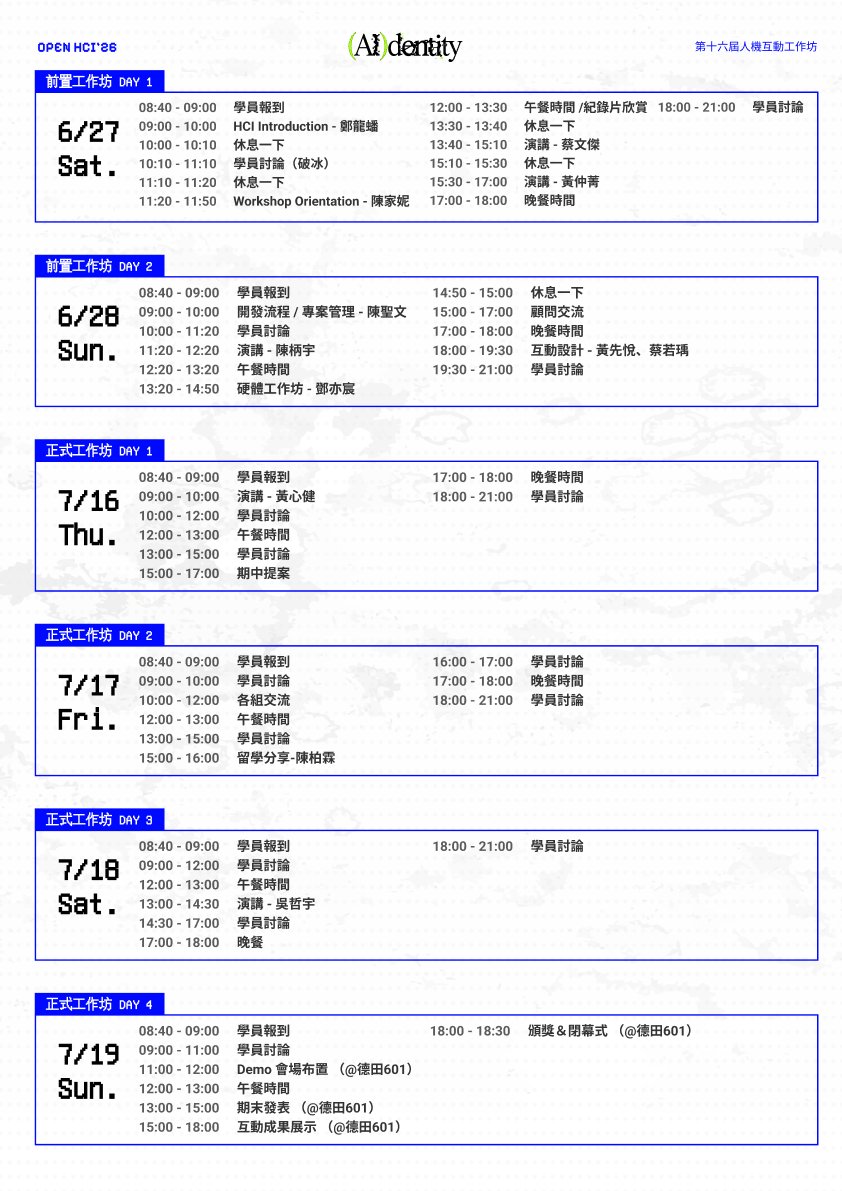 OPEN HCI'26
(AI)dentity
第十六屆人機互動工作坊
前置工作坊 DAY 1
6/27
Sat.
08:40 - 09:00 學員報到
09:00 - 10:00 HCI Introduction - 鄭龍磻
10:00 - 10:10 休息一下
10:10 - 11:10 學員討論（破冰）
11:10 - 11:20 休息一下
11:20 - 11:50 Workshop Orientation - 陳家妮
12:00 - 13:30 午餐時間 /紀錄片欣賞
13:30 - 13:40 休息一下
13:40 - 15:10 演講 - 蔡文傑
15:10 - 15:30 休息一下
15:30 - 17:00 演講 - 黃仲菁
17:00 - 18:00 晚餐時間
18:00 - 21:00 學員討論
前置工作坊 DAY 2
6/28
Sun.
08:40 - 09:00 學員報到
09:00 - 10:00 開發流程 / 專案管理 - 陳聖文
10:00 - 11:20 學員討論
11:20 - 12:20 演講 - 陳柄宇
12:20 - 13:20 午餐時間
13:20 - 14:50 硬體工作坊 - 鄧亦宸
14:50 - 15:00 休息一下
15:00 - 17:00 顧問交流
17:00 - 18:00 晚餐時間
18:00 - 19:30 互動設計 - 黃先悅、蔡若瑀
19:30 - 21:00 學員討論
正式工作坊 DAY 1
7/16
Thu.
08:40 - 09:00 學員報到
09:00 - 10:00 演講 - 黃心健
10:00 - 12:00 學員討論
12:00 - 13:00 午餐時間
13:00 - 15:00 學員討論
15:00 - 17:00 期中提案
17:00 - 18:00 晚餐時間
18:00 - 21:00 學員討論
正式工作坊 DAY 2
7/17
Fri.
08:40 - 09:00 學員報到
09:00 - 10:00 學員討論
10:00 - 12:00 各組交流
12:00 - 13:00 午餐時間
13:00 - 15:00 學員討論
15:00 - 16:00 留學分享-陳柏霖
16:00 - 17:00 學員討論
17:00 - 18:00 晚餐時間
18:00 - 21:00 學員討論
正式工作坊 DAY 3
7/18
Sat.
08:40 - 09:00 學員報到
09:00 - 12:00 學員討論
12:00 - 13:00 午餐時間
13:00 - 14:30 演講 - 吳哲宇
14:30 - 17:00 學員討論
17:00 - 18:00 晚餐
18:00 - 21:00 學員討論
正式工作坊 DAY 4
7/19
Sun.
08:40 - 09:00 學員報到
09:00 - 11:00 學員討論
11:00 - 12:00 Demo 會場布置 （@德田601）
12:00 - 13:00 午餐時間
13:00 - 15:00 期末發表 （@德田601）
15:00 - 18:00 互動成果展示 （@德田601）
18:00 - 18:30 頒獎＆閉幕式 （@德田601）